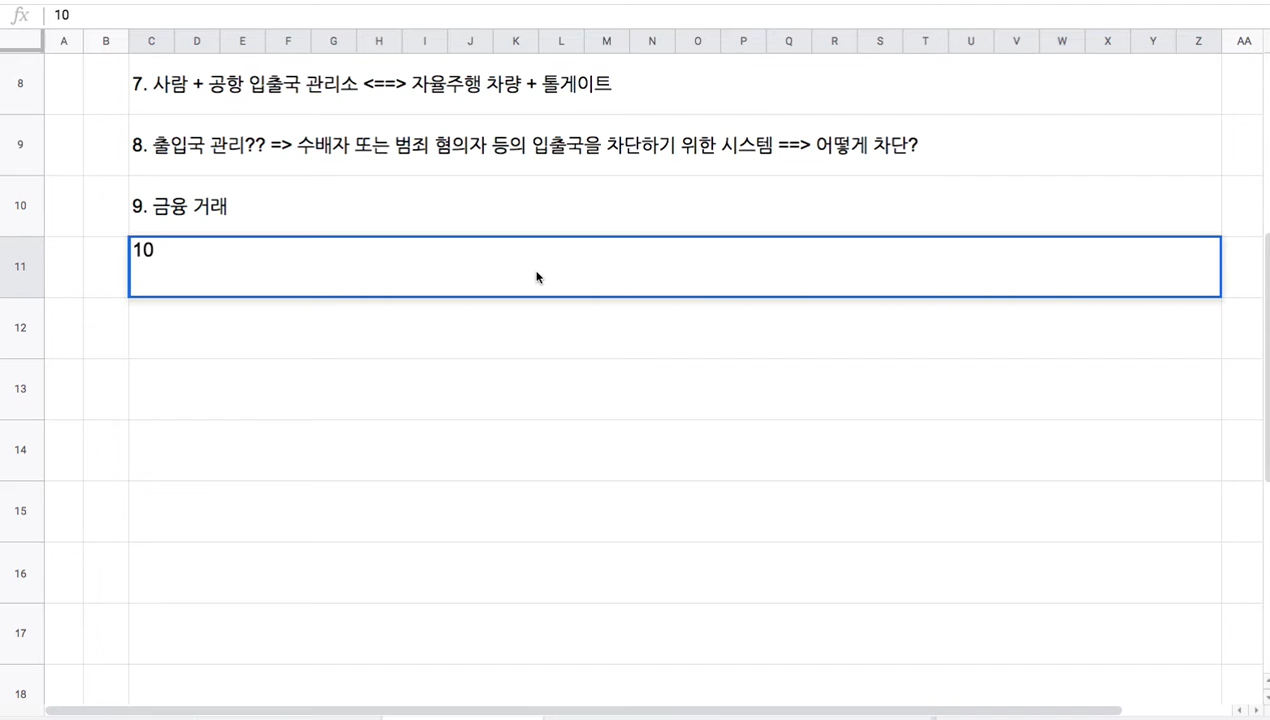 fx 10
A B C D E F G H I J K L M N O P Q R S T U V W X Y Z AA
8 7. 사람 + 공항 입출국 관리소 <==> 자율주행 차량 + 톨게이트
9 8. 출입국 관리?? => 수배자 또는 범죄 혐의자 등의 입출국을 차단하기 위한 시스템 ==> 어떻게 차단?
10 9. 금융 거래
11 10
12
13
14
15
16
17
18